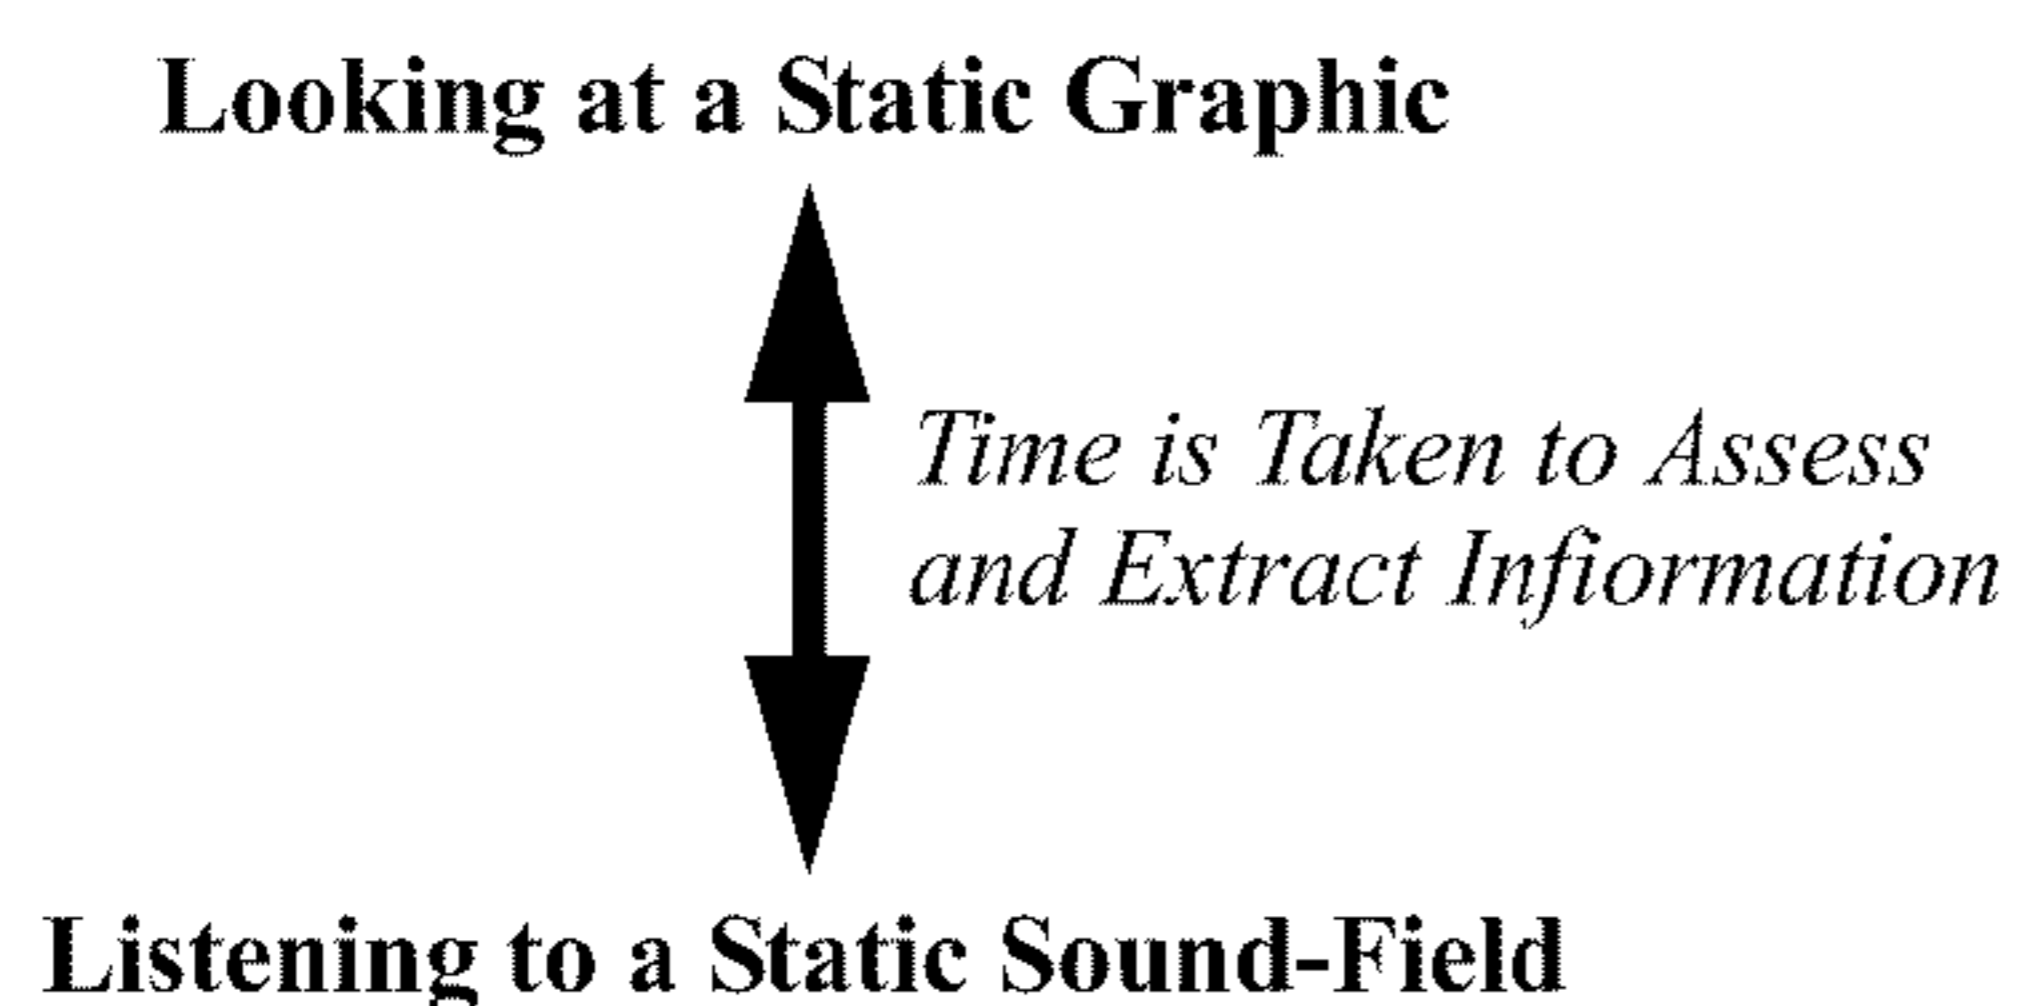 Looking at a Static Graphic
Time is Taken to Assess
and Extract Infiormation
Listening to a Static Sound-Field